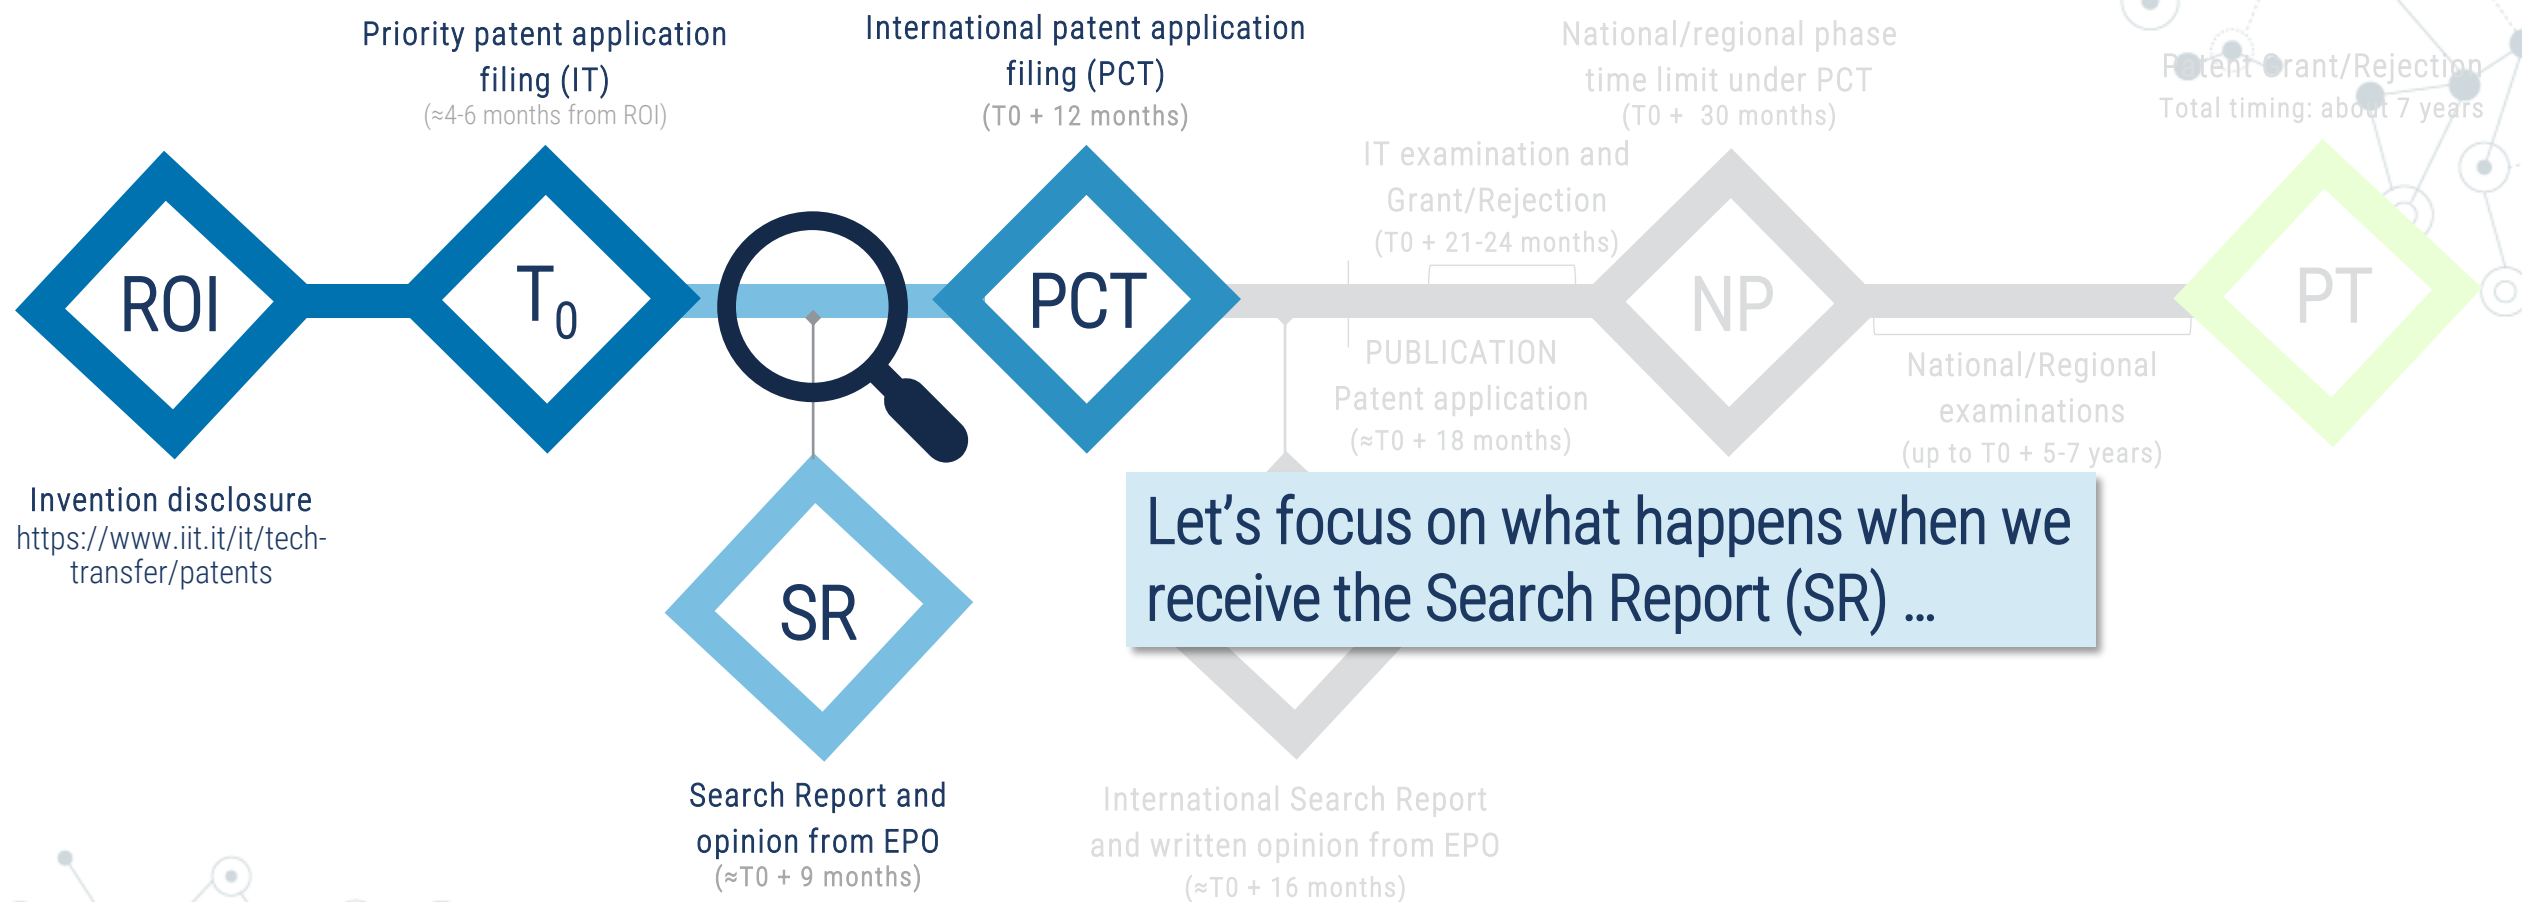 Priority patent application
filing (IT)
(≈4-6 months from ROI)
International patent application
filing (PCT)
(T0 + 12 months)
National/regional phase
time limit under PCT
(T0 +  30 months)
Patent Grant/Rejection
Total timing: about 7 years
IT examination and
Grant/Rejection
(T0 + 21-24 months)
ROI
T0
PCT
NP
PT
PUBLICATION
Patent application
(≈T0 + 18 months)
National/Regional
examinations
(up to T0 + 5-7 years)
Invention disclosure
https://www.iit.it/it/tech-
transfer/patents
SR
Let’s focus on what happens when we
receive the Search Report (SR) …
Search Report and
opinion from EPO
(≈T0 + 9 months)
International Search Report
and written opinion from EPO
(≈T0 + 16 months)